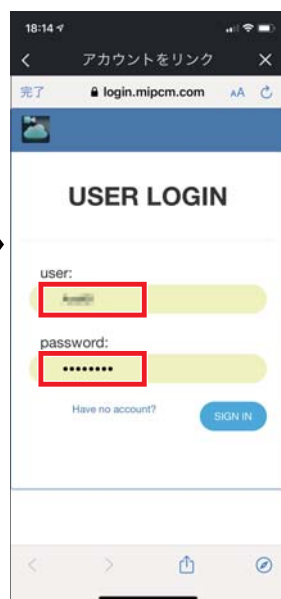 18:14
アカウントをリンク
完了 login.mipcm.com AA
USER LOGIN
user:
password:
••••••••
Have no account?
SIGN IN